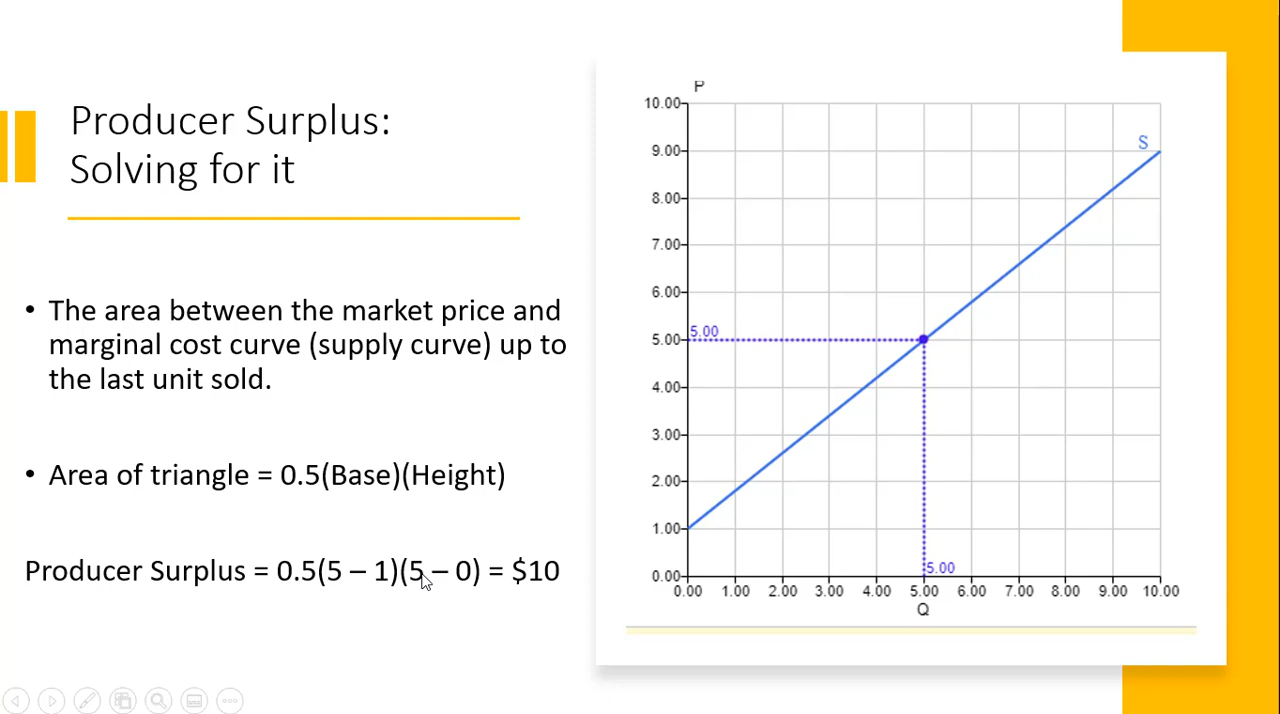 Producer Surplus:
Solving for it
• The area between the market price and
marginal cost curve (supply curve) up to
the last unit sold.
• Area of triangle = 0.5(Base)(Height)
Producer Surplus = 0.5(5 – 1)(5 – 0) = $10
P
10.00
9.00
8.00
7.00
6.00
5.00
4.00
3.00
2.00
1.00
0.00
S
5.00
5.00
0.00 1.00 2.00 3.00 4.00 5.00 6.00 7.00 8.00 9.00 10.00
Q